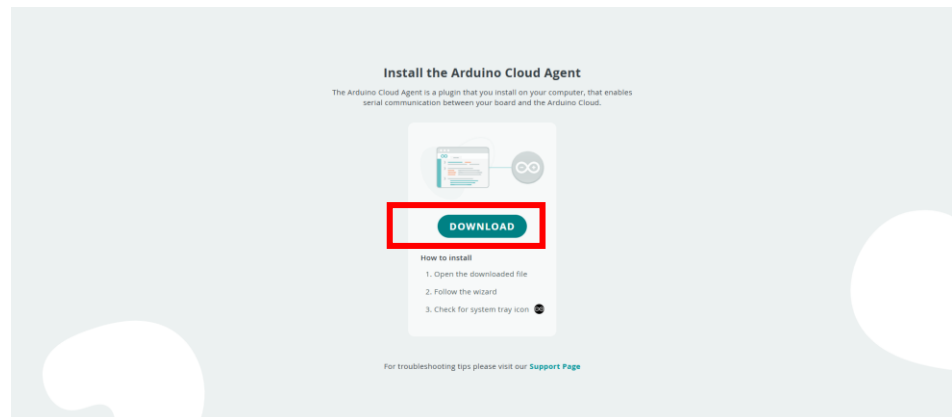 Install the Arduino Cloud Agent
The Arduino Cloud Agent is a plugin that you install on your computer, that enables
serial communication between your board and the Arduino Cloud.
DOWNLOAD
How to install
1. Open the downloaded file
2. Follow the wizard
3. Check for system tray icon
For troubleshooting tips please visit our Support Page